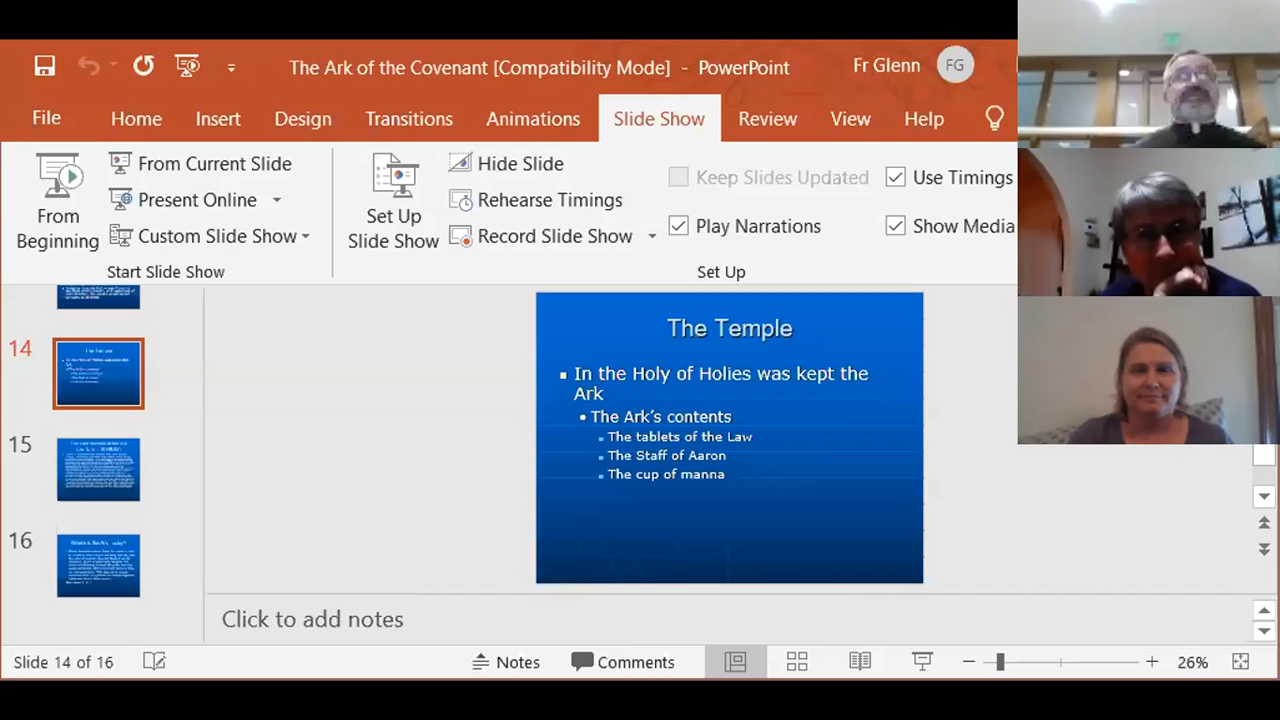 The Ark of the Covenant [Compatibility Mode] - PowerPoint
Fr Glenn
FG
File
Home
Insert
Design
Transitions
Animations
Slide Show
Review
View
Help
From Beginning
From Current Slide
Present Online
Custom Slide Show
Start Slide Show
Set Up Slide Show
Hide Slide
Rehearse Timings
Record Slide Show
Keep Slides Updated
Play Narrations
Use Timings
Show Media
Set Up
14
15
16
The Temple
In the Holy of Holies was kept the
Ark
The Ark's contents
The tablets of the Law
The Staff of Aaron
The cup of manna
Click to add notes
Slide 14 of 16
Notes
Comments
26%